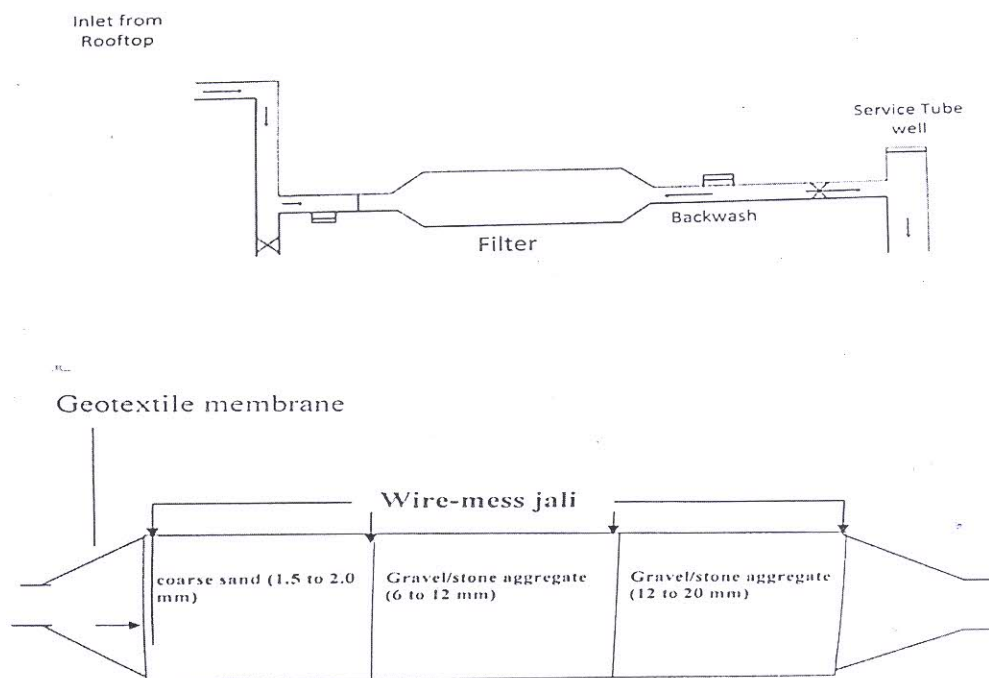 Inlet from
Rooftop
Service Tube
well
Backwash
Filter
Geotextile membrane
Wire-mess jali
coarse sand (1.5 to 2.0
mm)
Gravel/stone aggregate
(6 to 12 mm)
Gravel/stone aggregate
(12 to 20 mm)